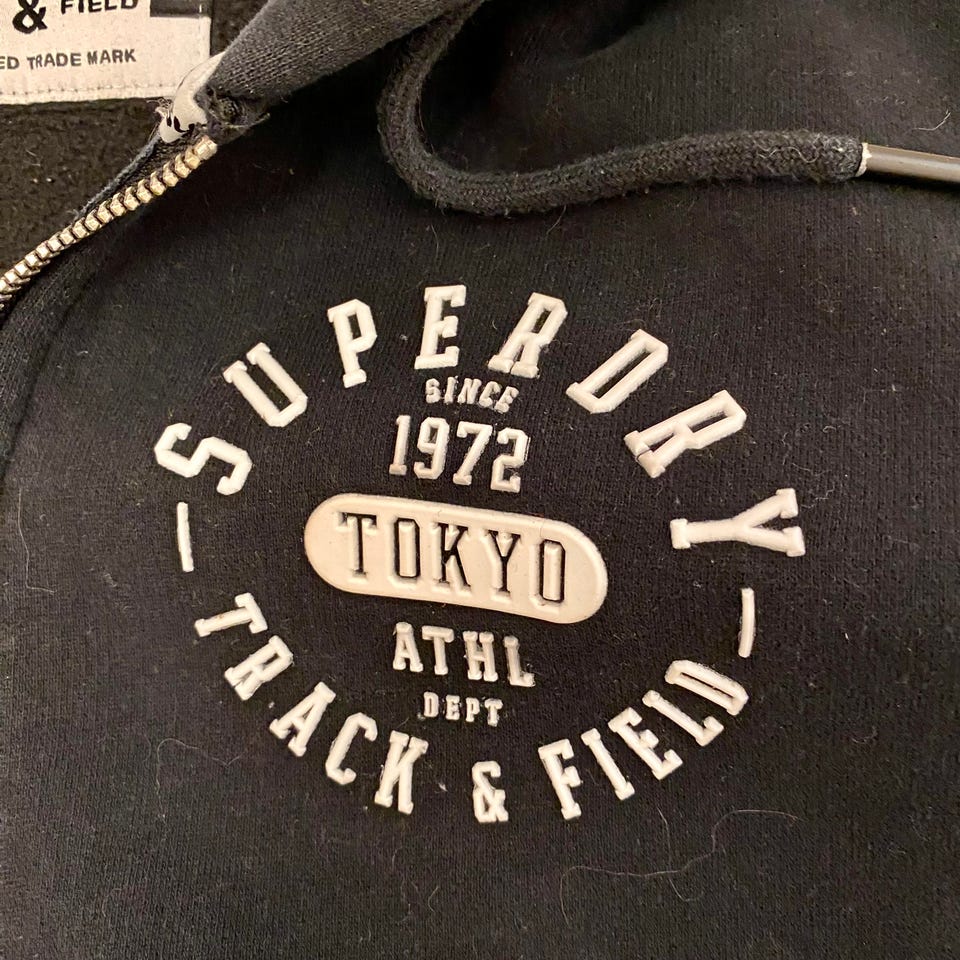 & FIELD
ED TRADE MARK
SUPERDRY
SINCE
1972
TOKYO
ATHL
DEPT
TRACK & FIELD